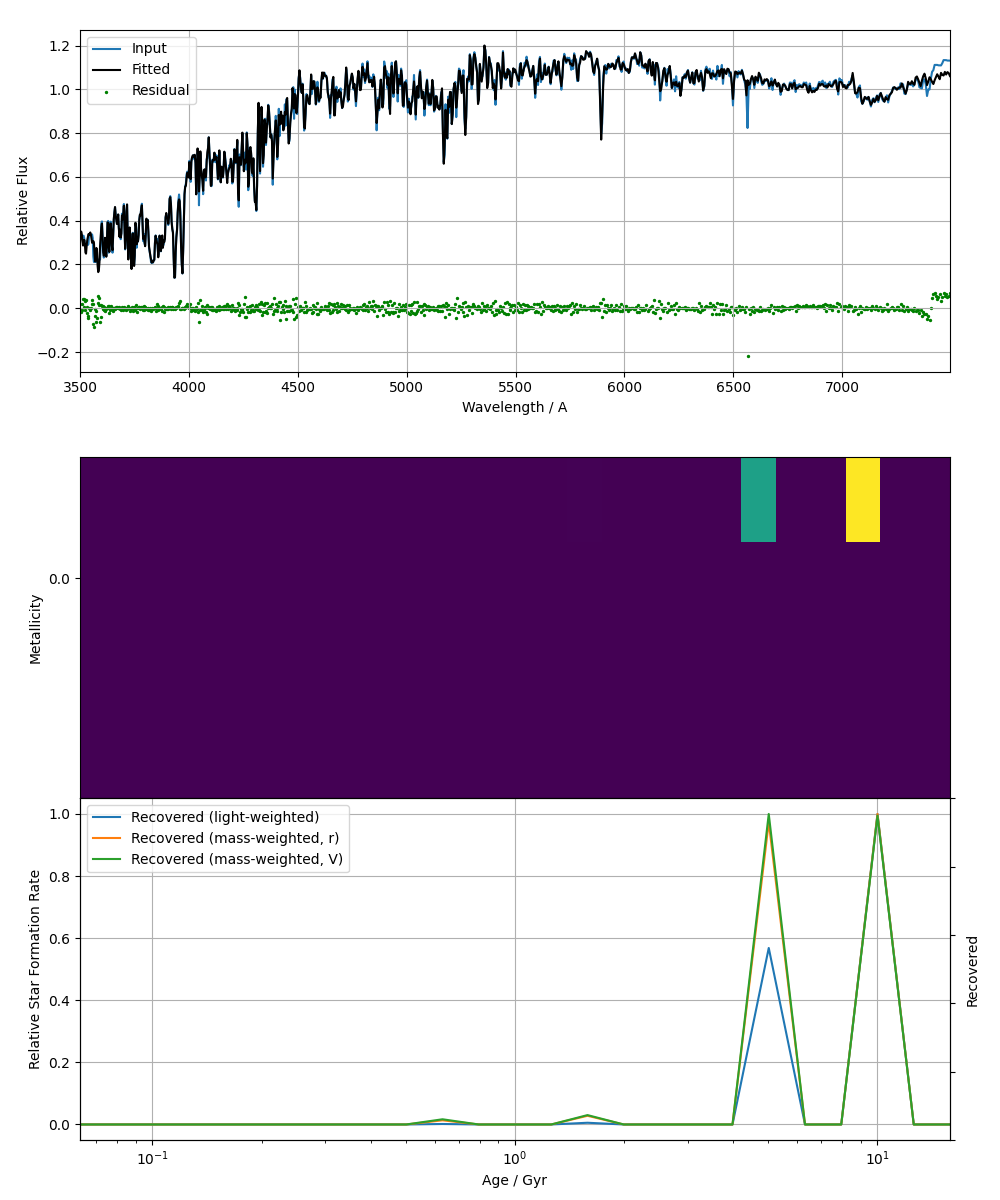 1.2
1.0
0.8
0.6
0.4
0.2
0.0
−0.2
Relative Flux
Input
Fitted
Residual
3500 4000 4500 5000 5500 6000 6500 7000
Wavelength / A
0.0
Metallicity
1.0
0.8
0.6
0.4
0.2
0.0
Relative Star Formation Rate
Recovered (light-weighted)
Recovered (mass-weighted, r)
Recovered (mass-weighted, V)
Recovered
10⁻¹ 10⁰ 10¹
Age / Gyr